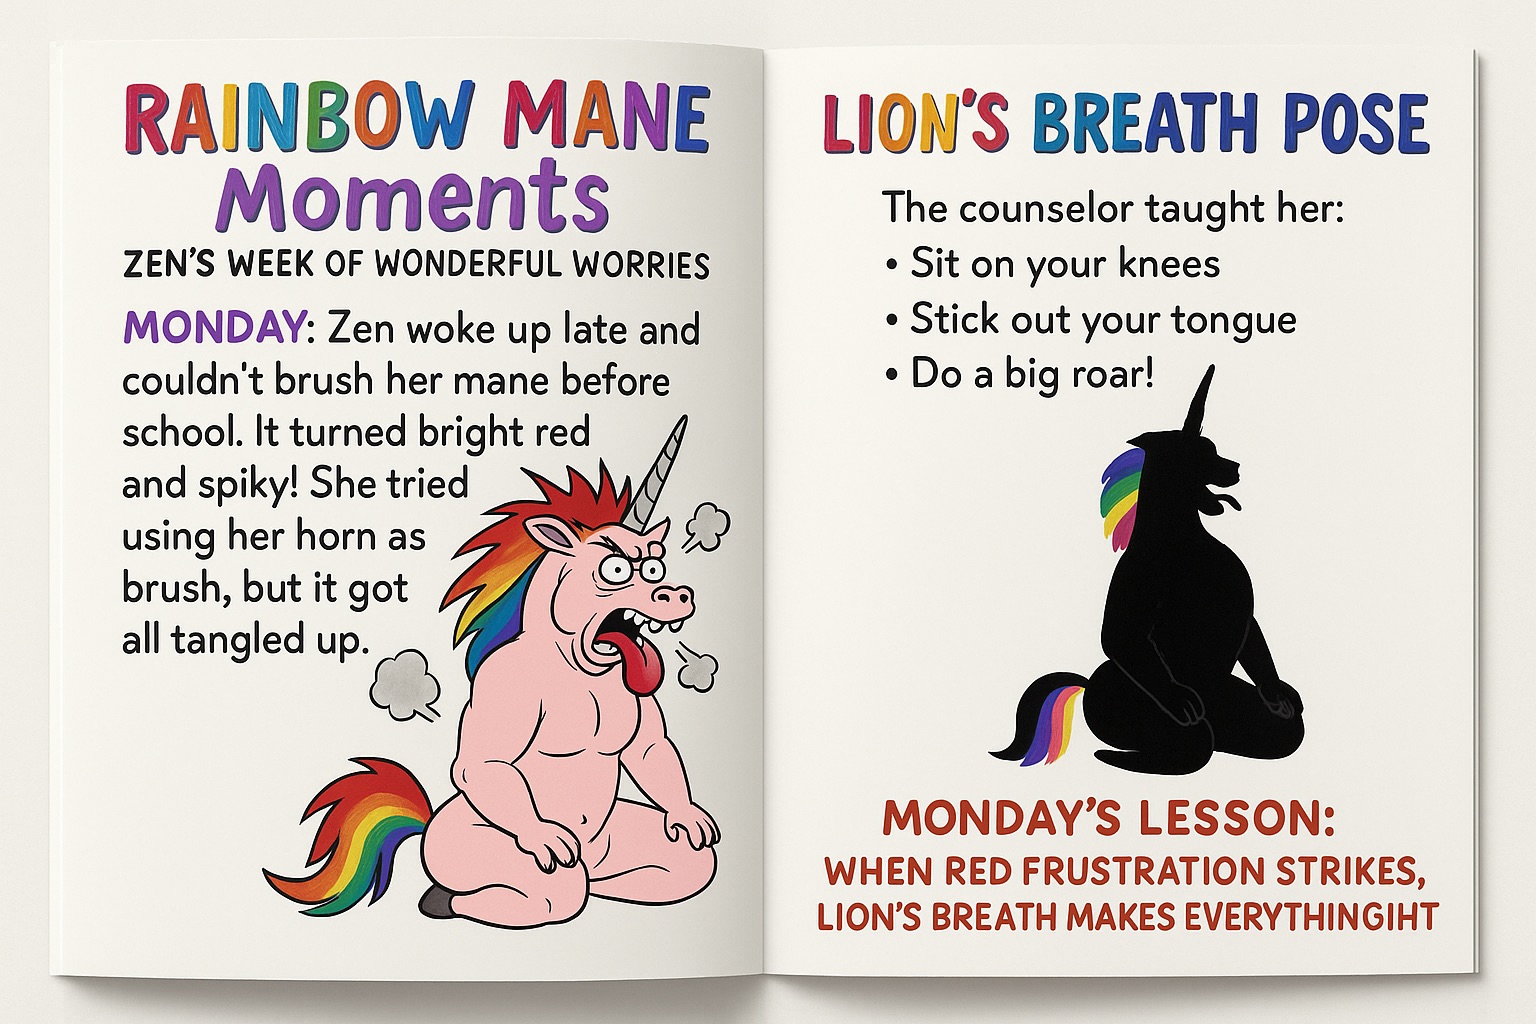 RAINBOW MANE
Moments
ZEN'S WEEK OF WONDERFUL WORRIES
MONDAY: Zen woke up late and
couldn't brush her mane before
school. It turned bright red
and spiky! She tried
using her horn as
brush, but it got
all tangled up.
LION'S BREATH POSE
The counselor taught her:
• Sit on your knees
• Stick out your tongue
• Do a big roar!
MONDAY'S LESSON:
WHEN RED FRUSTRATION STRIKES,
LION'S BREATH MAKES EVERYTHINGIHT